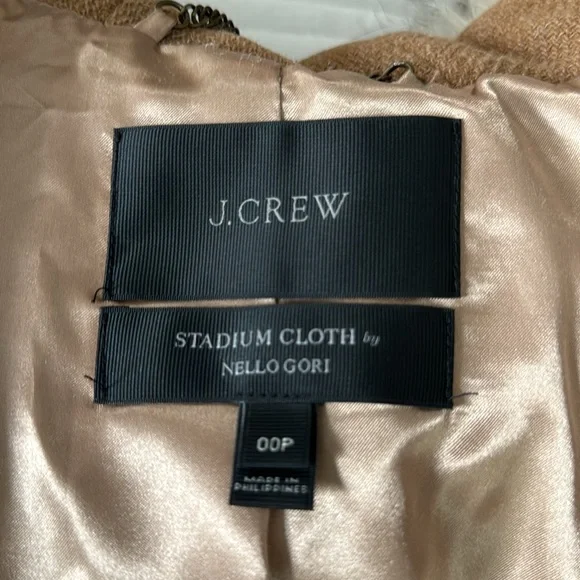 J.CREW
STADIUM CLOTH by
NELLO GORI
00P
MADE IN
PHILIPPINES